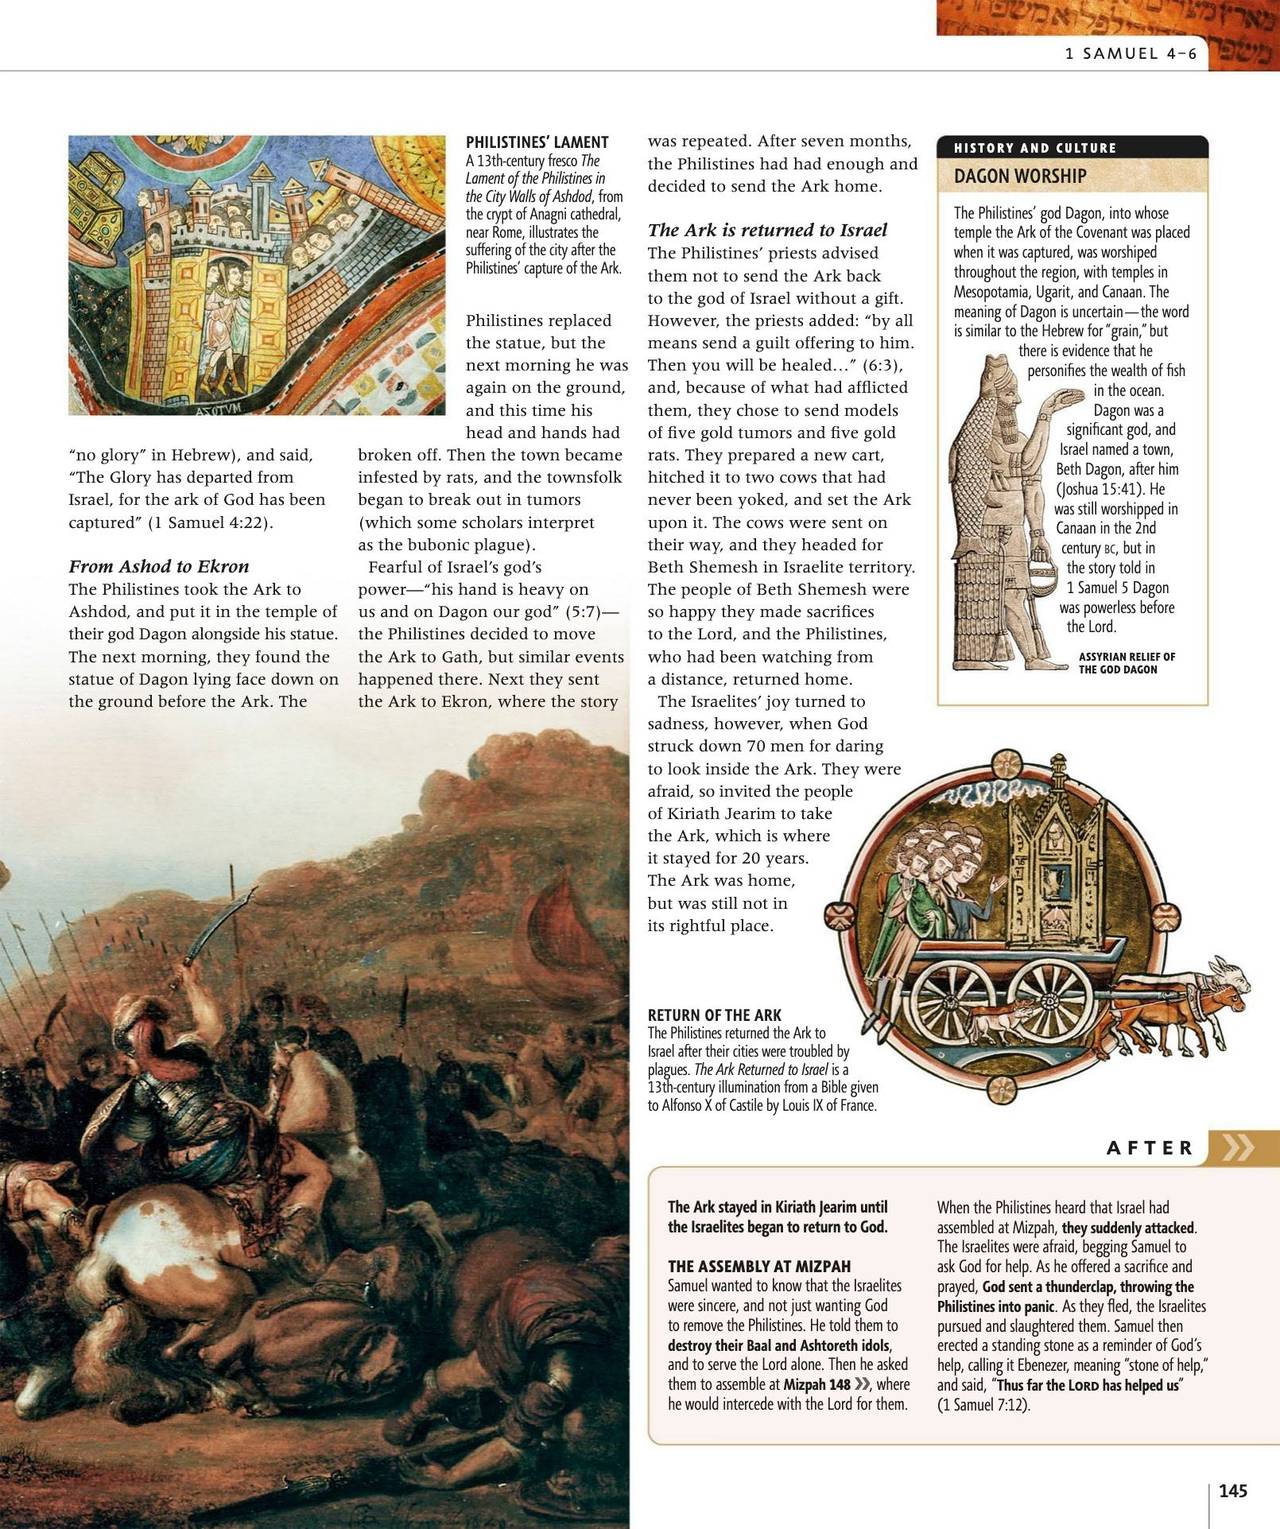 1 SAMUEL 4–6
PHILISTINES’ LAMENT
A 13th-century fresco The
Lament of the Philistines in
the City Walls of Ashdod, from
the crypt of Anagni cathedral,
near Rome, illustrates the
suffering of the city after the
Philistines’ capture of the Ark.
AZOTVM
“no glory” in Hebrew), and said,
“The Glory has departed from
Israel, for the ark of God has been
captured” (1 Samuel 4:22).
From Ashod to Ekron
The Philistines took the Ark to
Ashdod, and put it in the temple of
their god Dagon alongside his statue.
The next morning, they found the
statue of Dagon lying face down on
the ground before the Ark. The
Philistines replaced
the statue, but the
next morning he was
again on the ground,
and this time his
head and hands had
broken off. Then the town became
infested by rats, and the townsfolk
began to break out in tumors
(which some scholars interpret
as the bubonic plague).
Fearful of Israel’s god’s
power—“his hand is heavy on
us and on Dagon our god” (5:7)—
the Philistines decided to move
the Ark to Gath, but similar events
happened there. Next they sent
the Ark to Ekron, where the story
was repeated. After seven months,
the Philistines had had enough and
decided to send the Ark home.
The Ark is returned to Israel
The Philistines’ priests advised
them not to send the Ark back
to the god of Israel without a gift.
However, the priests added: “by all
means send a guilt offering to him.
Then you will be healed…” (6:3),
and, because of what had afflicted
them, they chose to send models
of five gold tumors and five gold
rats. They prepared a new cart,
hitched it to two cows that had
never been yoked, and set the Ark
upon it. The cows were sent on
their way, and they headed for
Beth Shemesh in Israelite territory.
The people of Beth Shemesh were
so happy they made sacrifices
to the Lord, and the Philistines,
who had been watching from
a distance, returned home.
The Israelites’ joy turned to
sadness, however, when God
struck down 70 men for daring
to look inside the Ark. They were
afraid, so invited the people
of Kiriath Jearim to take
the Ark, which is where
it stayed for 20 years.
The Ark was home,
but was still not in
its rightful place.
HISTORY AND CULTURE
DAGON WORSHIP
The Philistines’ god Dagon, into whose
temple the Ark of the Covenant was placed
when it was captured, was worshiped
throughout the region, with temples in
Mesopotamia, Ugarit, and Canaan. The
meaning of Dagon is uncertain—the word
is similar to the Hebrew for “grain,” but
there is evidence that he
personifies the wealth of fish
in the ocean.
Dagon was a
significant god, and
Israel named a town,
Beth Dagon, after him
(Joshua 15:41). He
was still worshipped in
Canaan in the 2nd
century BC, but in
the story told in
1 Samuel 5 Dagon
was powerless before
the Lord.
ASSYRIAN RELIEF OF
THE GOD DAGON
RETURN OF THE ARK
The Philistines returned the Ark to
Israel after their cities were troubled by
plagues. The Ark Returned to Israel is a
13th-century illumination from a Bible given
to Alfonso X of Castile by Louis IX of France.
AFTER
The Ark stayed in Kiriath Jearim until
the Israelites began to return to God.
THE ASSEMBLY AT MIZPAH
Samuel wanted to know that the Israelites
were sincere, and not just wanting God
to remove the Philistines. He told them to
destroy their Baal and Ashtoreth idols,
and to serve the Lord alone. Then he asked
them to assemble at Mizpah 148 ❯❯, where
he would intercede with the Lord for them.
When the Philistines heard that Israel had
assembled at Mizpah, they suddenly attacked.
The Israelites were afraid, begging Samuel to
ask God for help. As he offered a sacrifice and
prayed, God sent a thunderclap, throwing the
Philistines into panic. As they fled, the Israelites
pursued and slaughtered them. Samuel then
erected a standing stone as a reminder of God’s
help, calling it Ebenezer, meaning “stone of help,”
and said, “Thus far the LORD has helped us”
(1 Samuel 7:12).
145